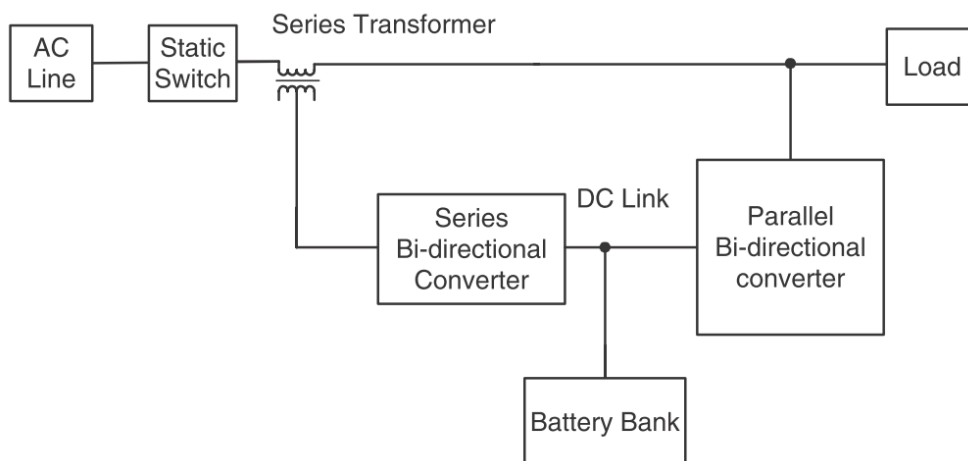 Series Transformer
AC
Line
Static
Switch
Load
DC Link
Series
Bi-directional
Converter
Parallel
Bi-directional
converter
Battery Bank